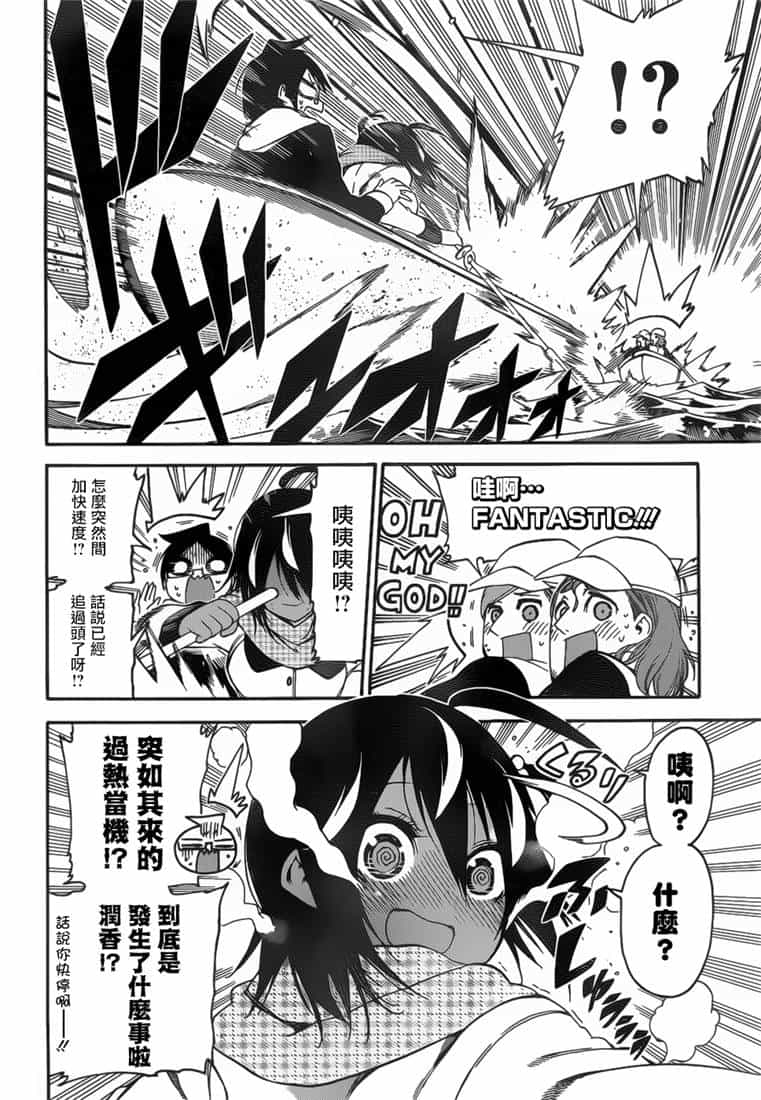 !?
ドドドオオオオ
哇啊…
FANTASTIC!!!
OH
MY
GOD!!
咦咦咦咦!?
怎麼突然間
加快速度!?
話說已經
追過頭了呀!?
咦啊?
什麼?
くるり
突如其來的
過熱當機!?
到底是
發生了什麼事啦
潤香!?
話說你快停啊——!!